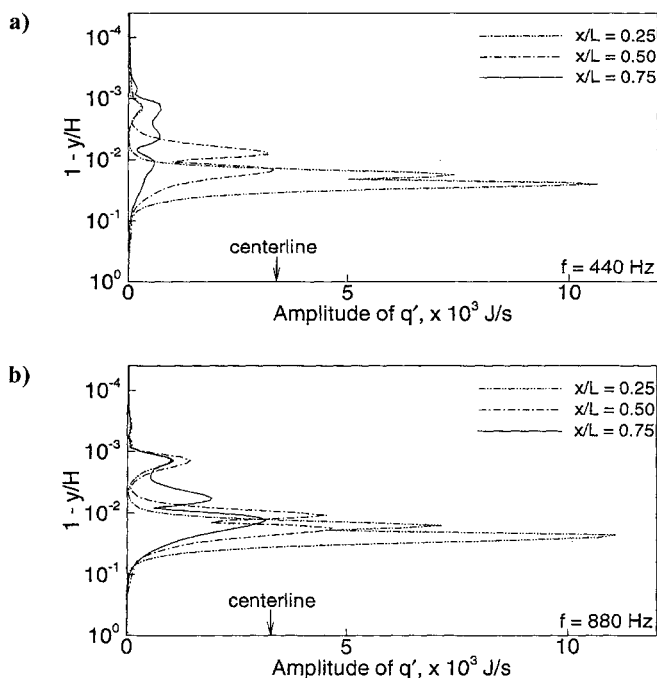 a)
10⁻⁴
10⁻³
10⁻²
10⁻¹
10⁰
1 - y/H
x/L = 0.25
x/L = 0.50
x/L = 0.75
centerline
f = 440 Hz
0 5 10
Amplitude of q′, x 10³ J/s
b)
10⁻⁴
10⁻³
10⁻²
10⁻¹
10⁰
1 - y/H
x/L = 0.25
x/L = 0.50
x/L = 0.75
centerline
f = 880 Hz
0 5 10
Amplitude of q′, x 10³ J/s